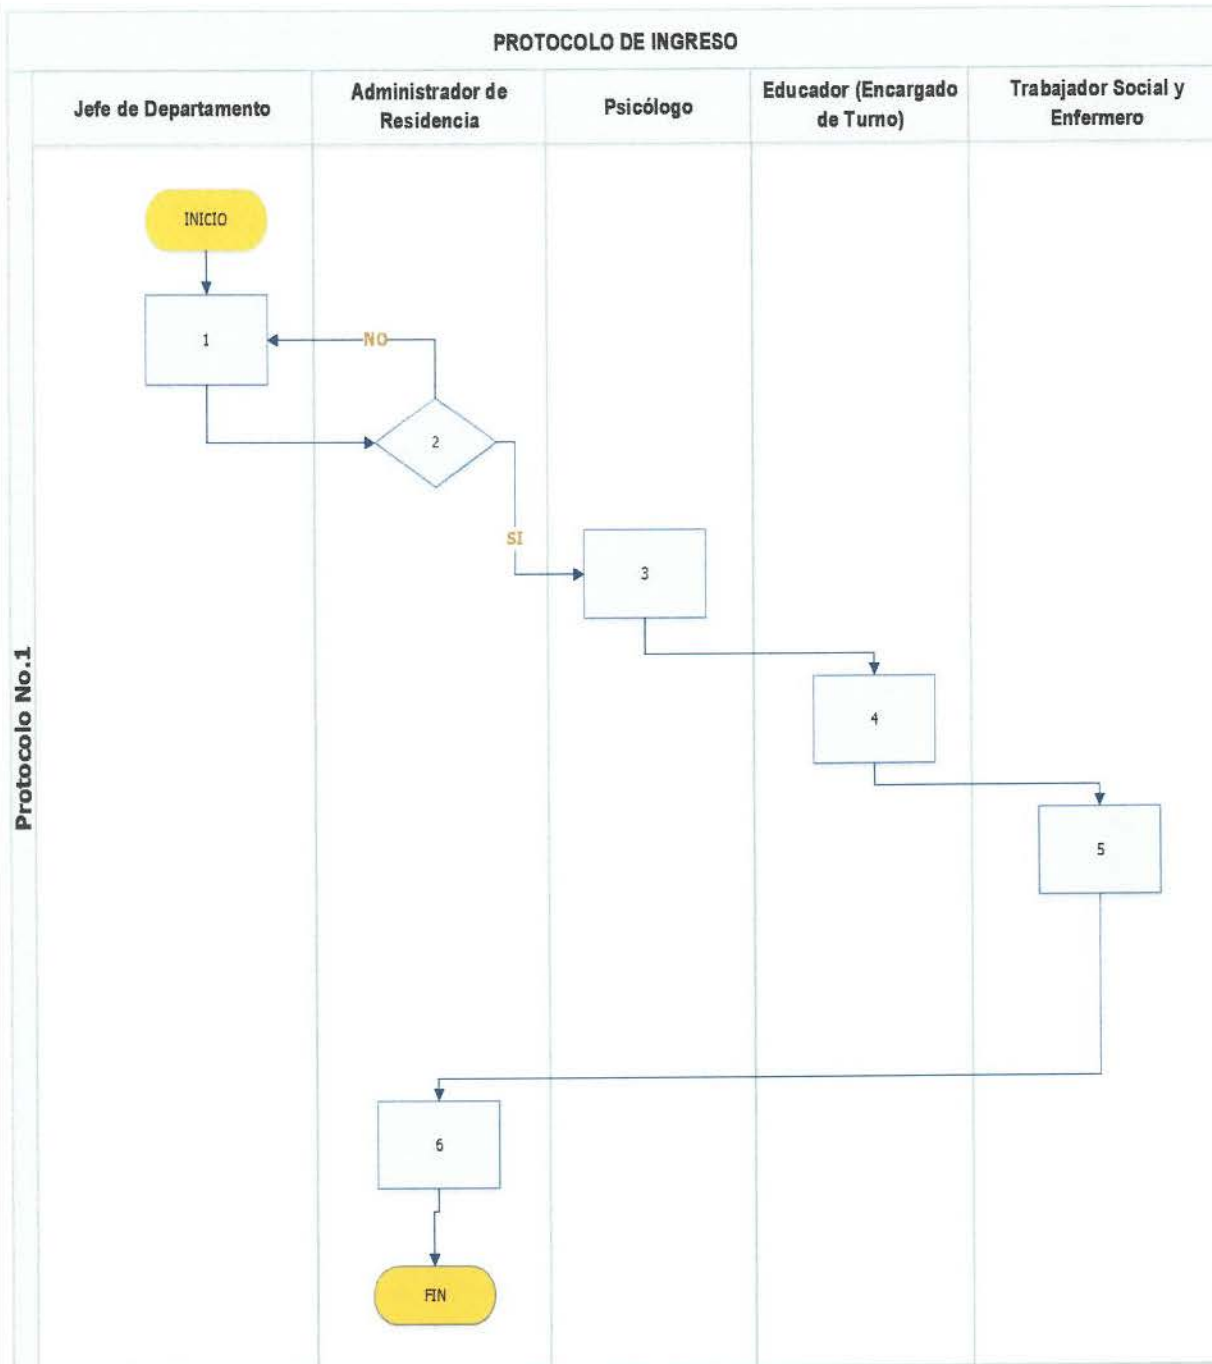 PROTOCOLO DE INGRESO
Jefe de Departamento
Administrador de
Residencia
Psicólogo
Educador (Encargado
de Turno)
Trabajador Social y
Enfermero
Protocolo No.1
INICIO
1
NO
2
SI
3
4
5
6
FIN